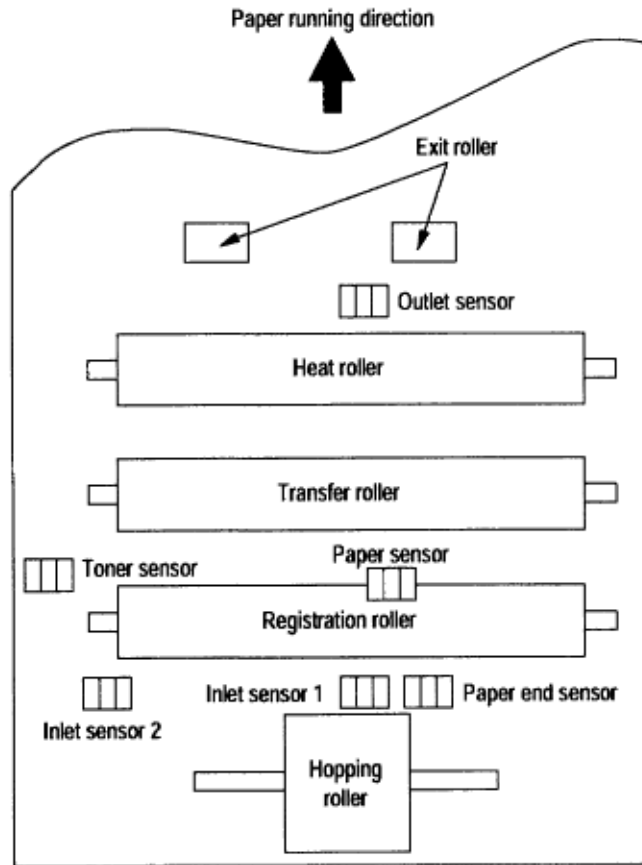 Paper running direction
Exit roller
Outlet sensor
Heat roller
Transfer roller
Paper sensor
Toner sensor
Registration roller
Inlet sensor 1
Paper end sensor
Inlet sensor 2
Hopping
roller